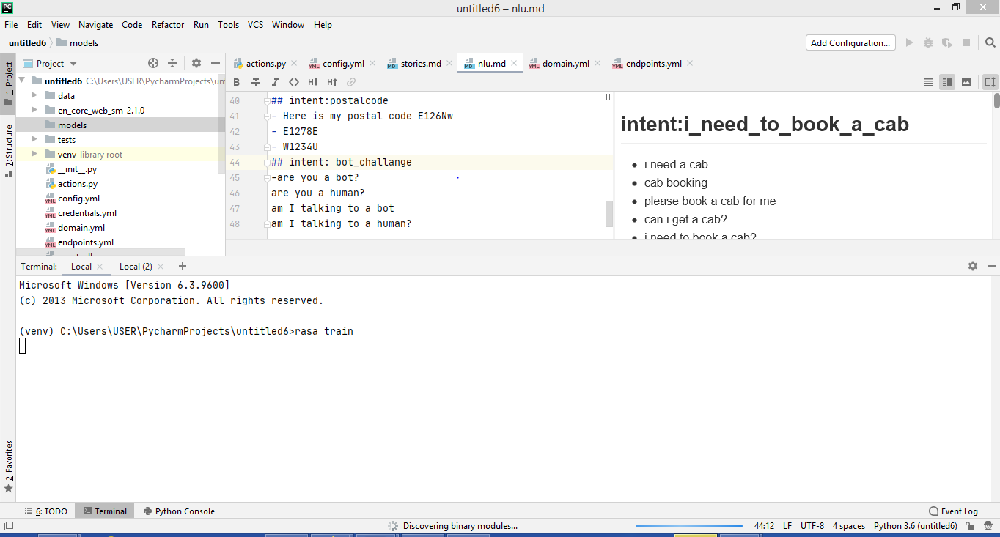 PC
untitled6 – nlu.md
File Edit View Navigate Code Refactor Run Tools VCS Window Help
untitled6 models
Add Configuration...
1: Project
Project
actions.py config.yml stories.md nlu.md domain.yml endpoints.yml
untitled6 C:\Users\USER\PycharmProjects\un
data
en_core_web_sm-2.1.0
models
tests
venv library root
__init__.py
actions.py
config.yml
credentials.yml
domain.yml
endpoints.yml
7: Structure
B I H↓ H↑
40 ## intent:postalcode
41 - Here is my postal code E126Nw
42 - E1278E
43 - W1234U
44 ## intent: bot_challange
45 -are you a bot?
46 are you a human?
47 am I talking to a bot
48 am I talking to a human?
intent:i_need_to_book_a_cab
i need a cab
cab booking
please book a cab for me
can i get a cab?
i need to book a cab?
Terminal: Local Local (2)
Microsoft Windows [Version 6.3.9600]
(c) 2013 Microsoft Corporation. All rights reserved.
(venv) C:\Users\USER\PycharmProjects\untitled6>rasa train
2: Favorites
6: TODO Terminal Python Console Event Log
Discovering binary modules... 44:12 LF UTF-8 4 spaces Python 3.6 (untitled6)